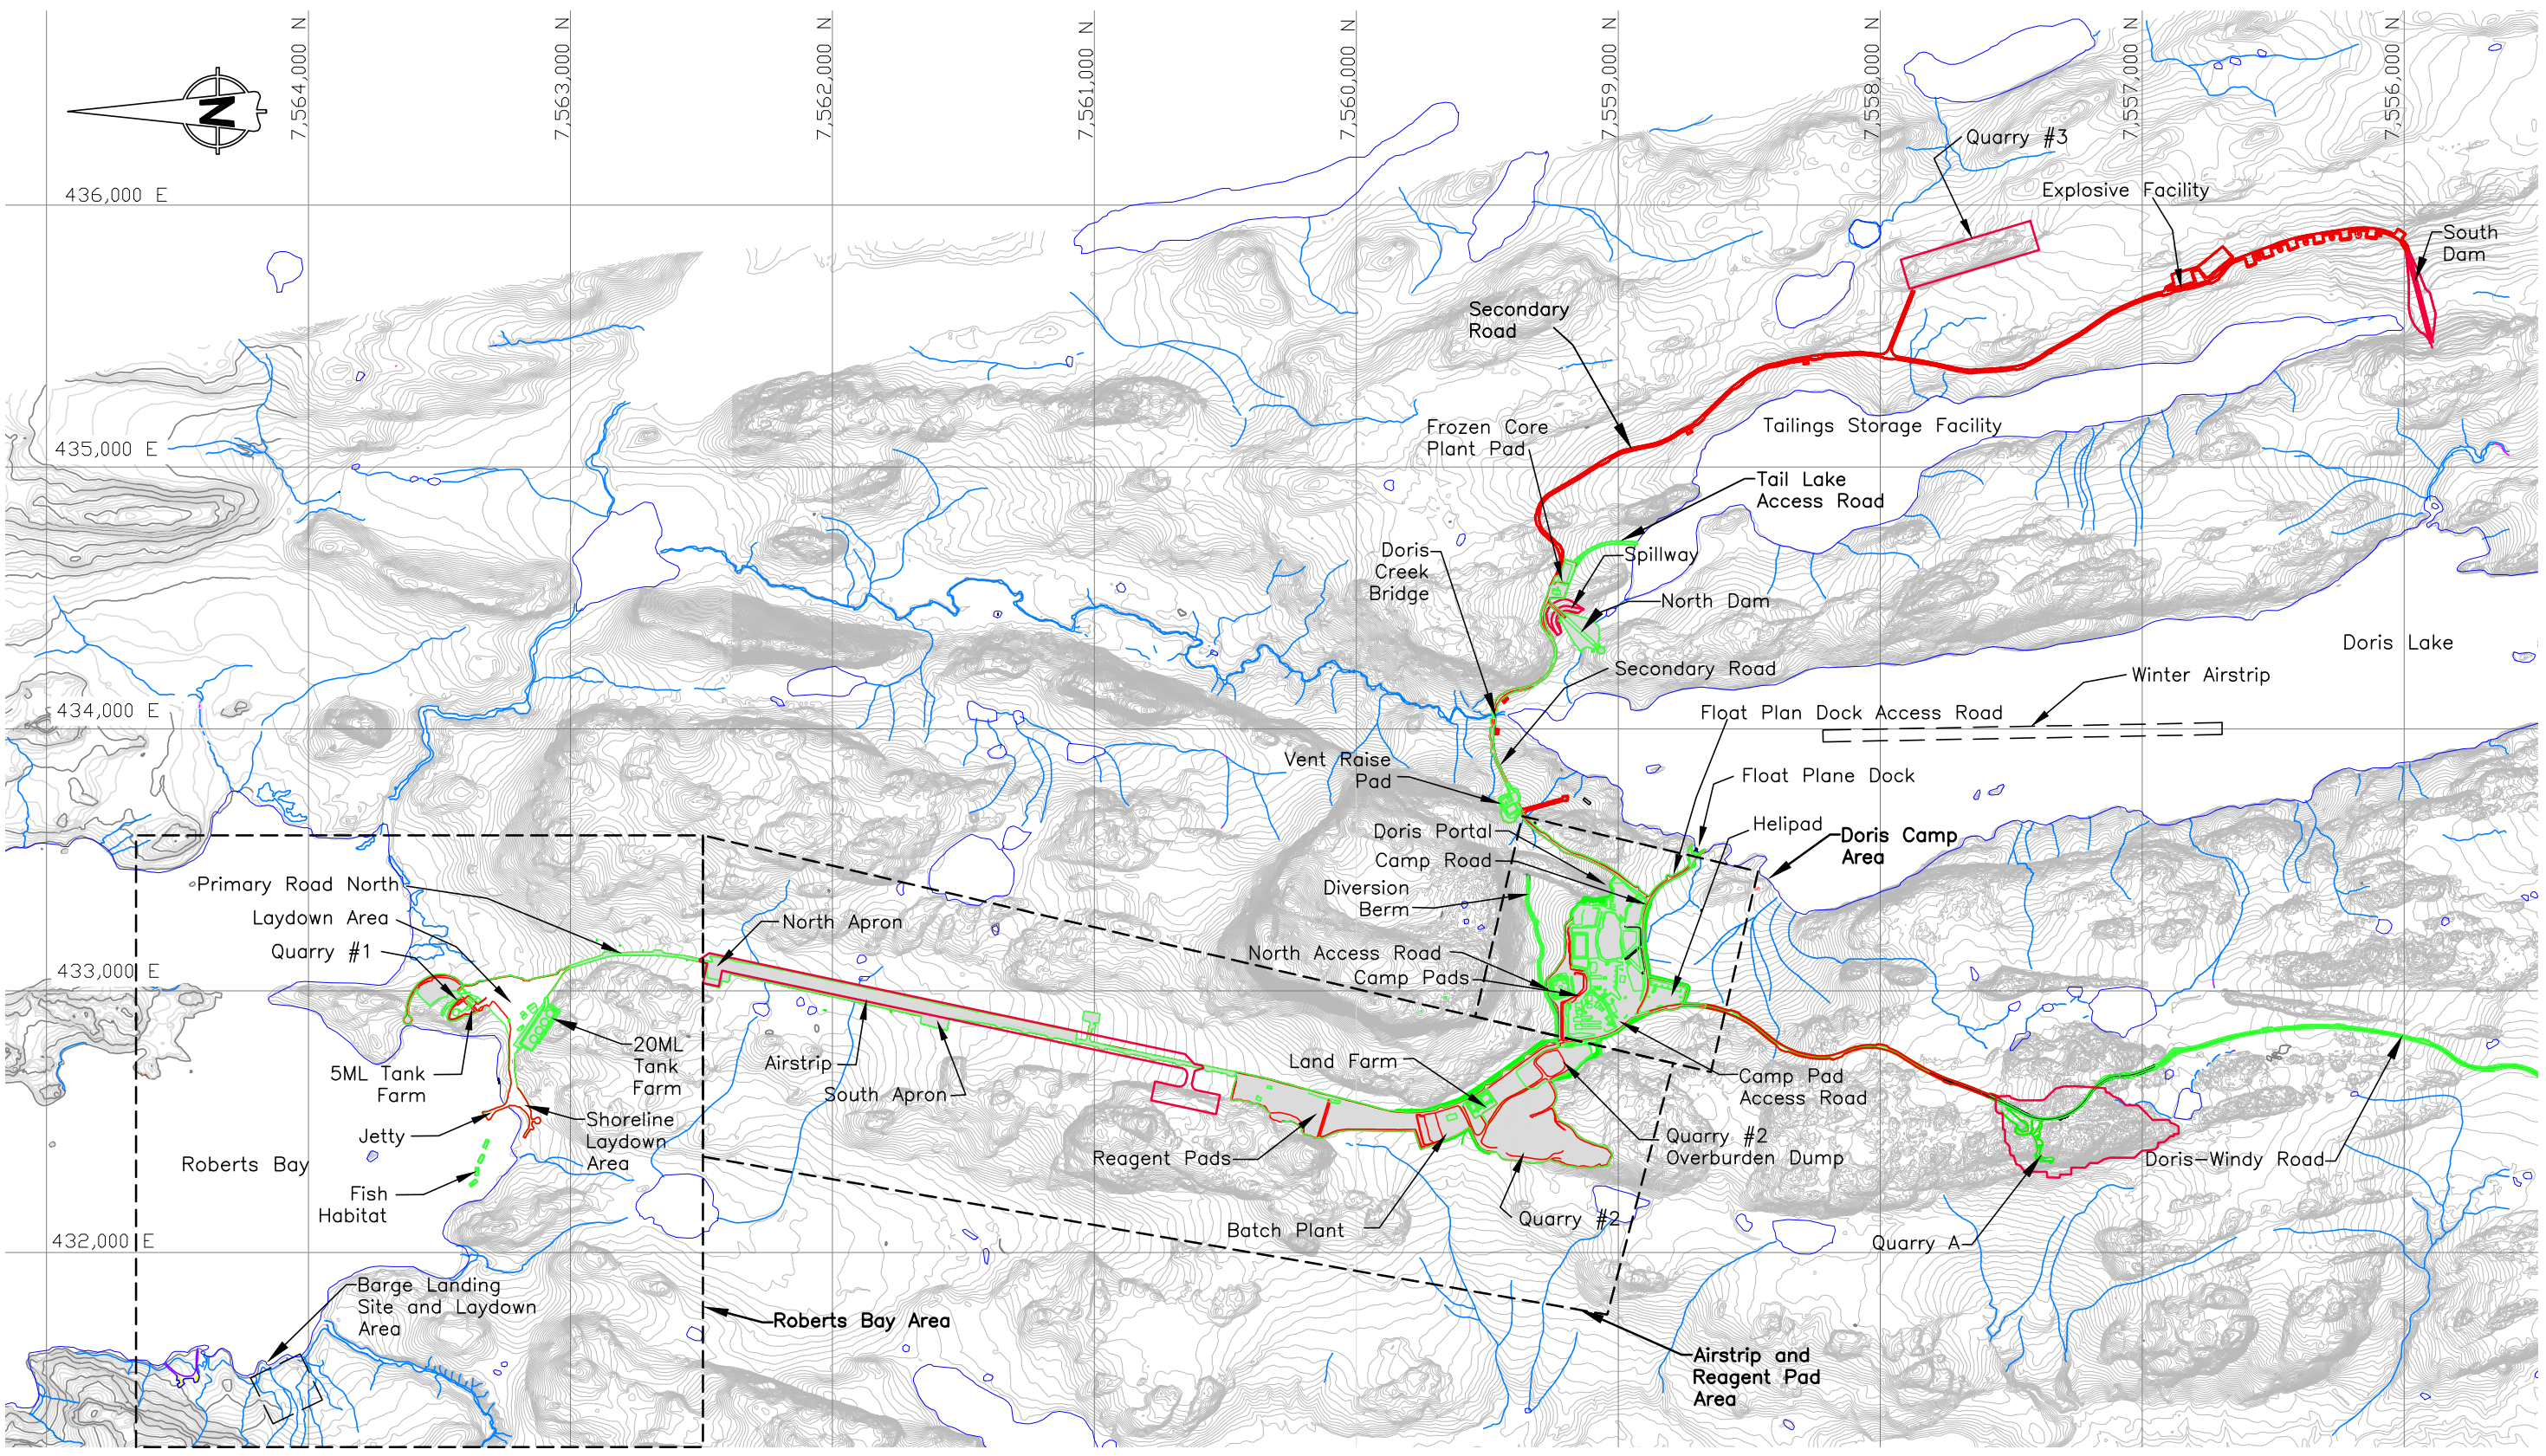 7,564,000 N
7,563,000 N
7,562,000 N
7,561,000 N
7,560,000 N
7,559,000 N
7,558,000 N
7,557,000 N
7,556,000 N
N
436,000 E
435,000 E
434,000 E
433,000 E
432,000 E
Quarry #3
Explosive Facility
South
Dam
Secondary
Road
Frozen Core
Plant Pad
Tailings Storage Facility
Tail Lake
Access Road
Doris
Creek
Bridge
Spillway
North Dam
Doris Lake
Secondary Road
Winter Airstrip
Float Plan Dock Access Road
Vent Raise
Pad
Float Plane Dock
Doris Portal
Helipad
Doris Camp
Area
Camp Road
Diversion
Berm
Primary Road North
Laydown Area
Quarry #1
North Apron
North Access Road
Camp Pads
20ML
Tank
Farm
5ML Tank
Farm
Airstrip
South Apron
Land Farm
Camp Pad
Access Road
Jetty
Shoreline
Laydown
Area
Roberts Bay
Reagent Pads
Quarry #2
Overburden Dump
Doris-Windy Road
Fish
Habitat
Batch Plant
Quarry #2
Quarry A
Barge Landing
Site and Laydown
Area
Roberts Bay Area
Airstrip and
Reagent Pad
Area